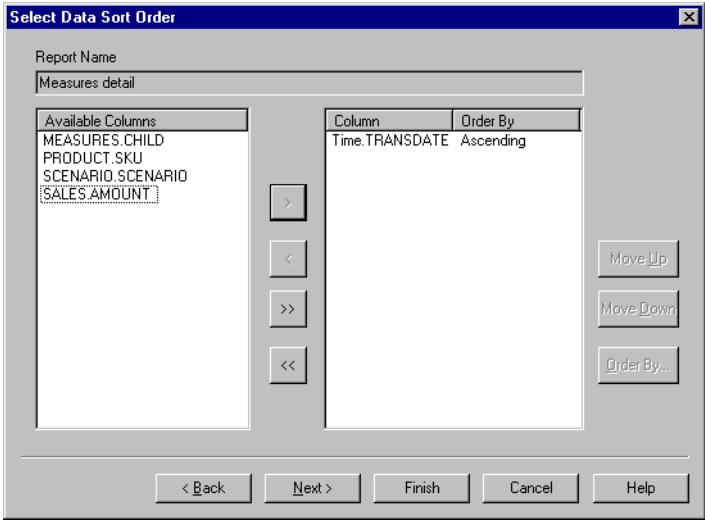 Select Data Sort Order
Report Name
Measures detail
Available Columns
MEASURES.CHILD
PRODUCT.SKU
SCENARIO.SCENARIO
SALES.AMOUNT
Column Order By
Time.TRANSDATE Ascending
>
<
>>
<<
Move Up
Move Down
Order By...
< Back Next > Finish Cancel Help